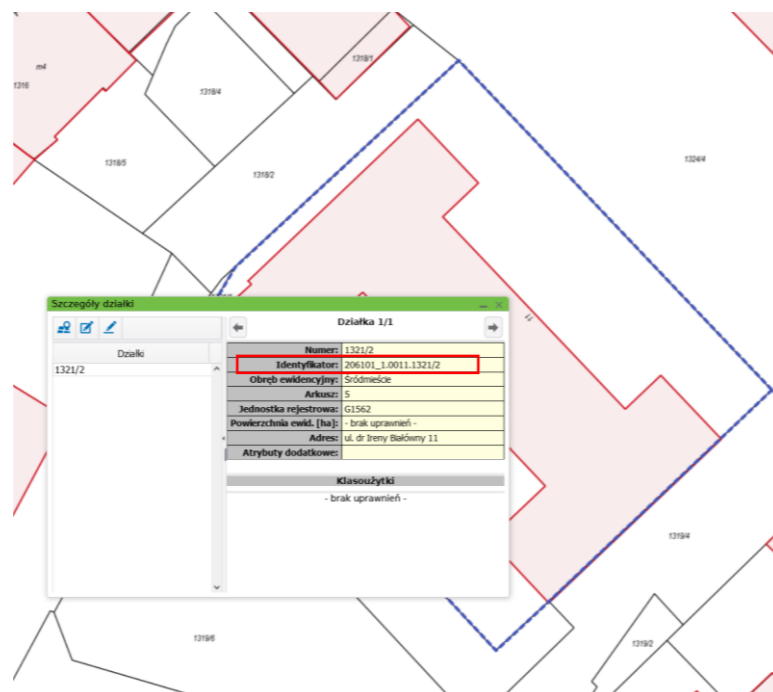 1318/1
m4
1316
1318/4
1318/5
1318/2
1324/4
Szczegóły działki
Działka 1/1
Działki
1321/2
Numer: 1321/2
Identyfikator: 206101_1.0011.1321/2
Obręb ewidencyjny: Śródmieście
Arkusz: 5
Jednostka rejestrowa: G1562
Powierzchnia ewid. [ha]: - brak uprawnień -
Adres: ul. dr Ireny Białówny 11
Atrybuty dodatkowe:
Klasoużytki
- brak uprawnień -
1319/4
1319/6
1319/2